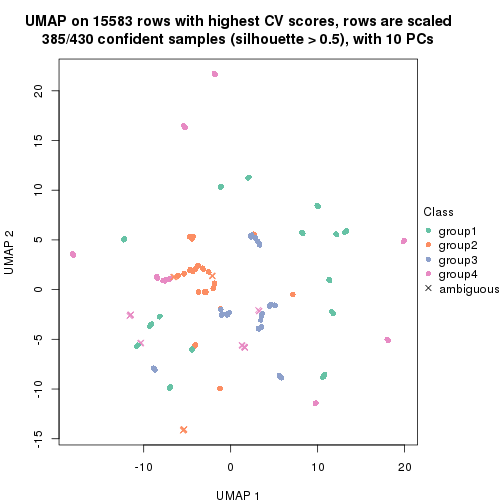 UMAP on 15583 rows with highest CV scores, rows are scaled
385/430 confident samples (silhouette > 0.5), with 10 PCs
20
15
10
5
0
-5
-10
-15
UMAP 2
-10
0
10
20
UMAP 1
Class
group1
group2
group3
group4
ambiguous